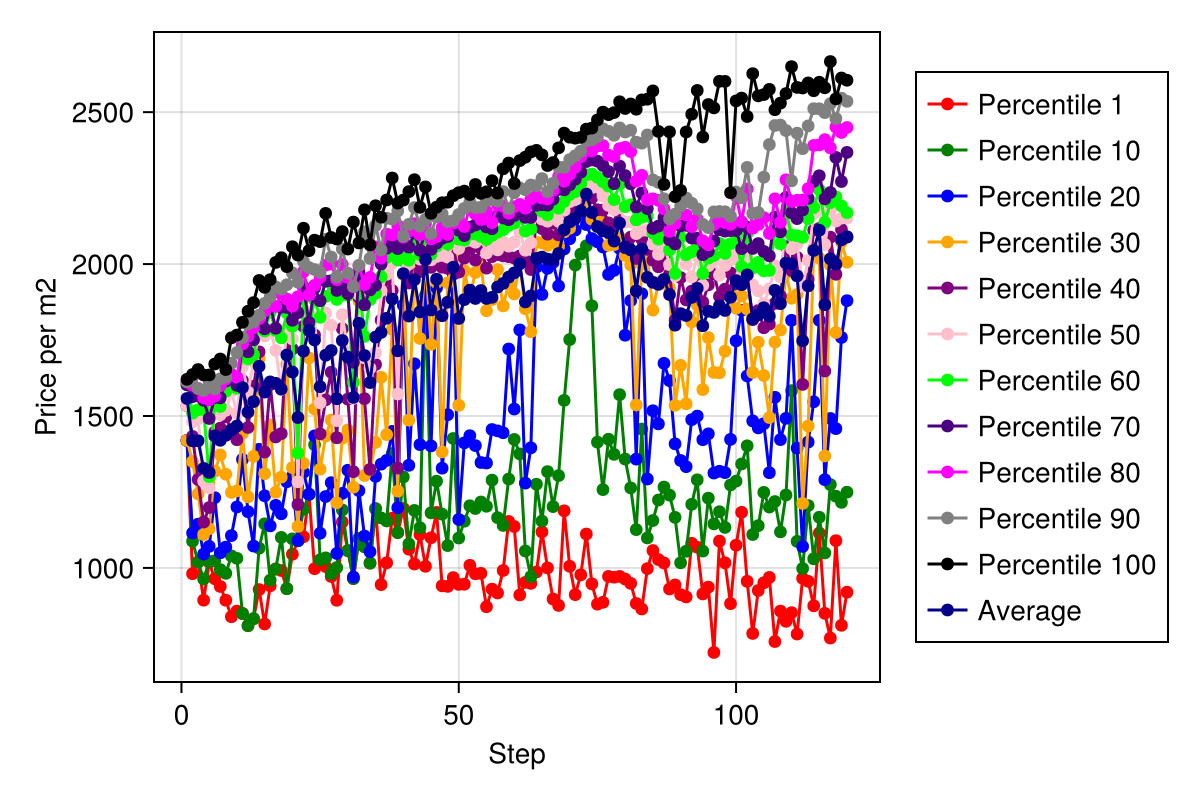 2500
2000
1500
1000
Price per m2
0
50
100
Step
Percentile 1
Percentile 10
Percentile 20
Percentile 30
Percentile 40
Percentile 50
Percentile 60
Percentile 70
Percentile 80
Percentile 90
Percentile 100
Average